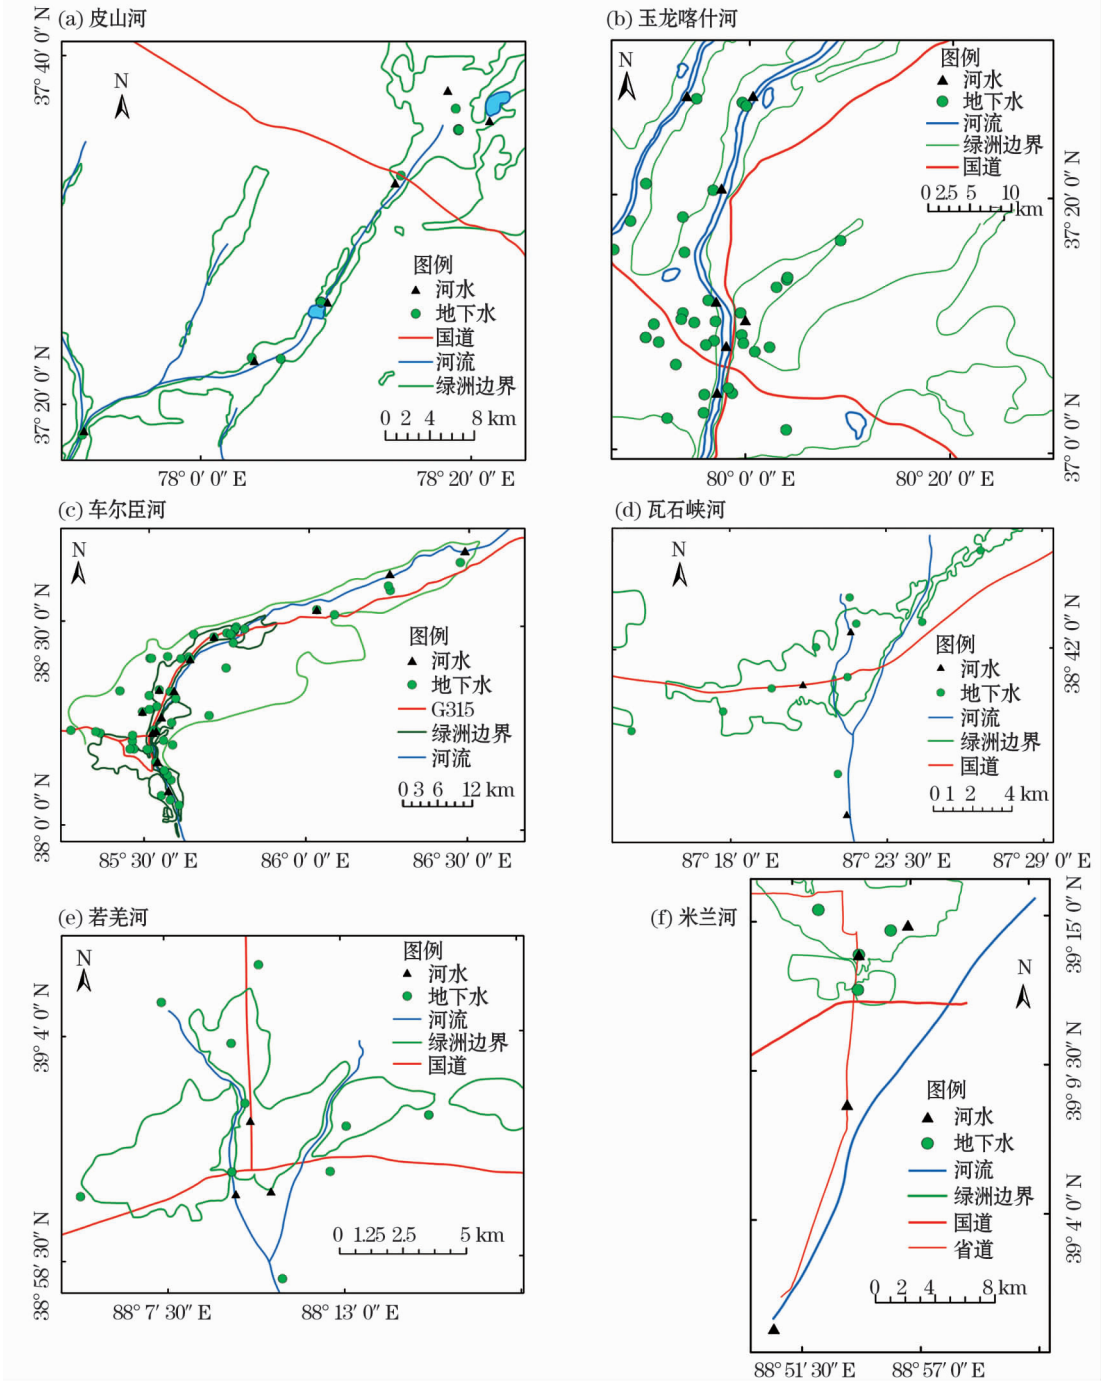 (a) 皮山河
N
37° 40′ 0″ N
37° 20′ 0″ N
图例
河水
地下水
国道
河流
绿洲边界
0 2 4 8 km
78° 0′ 0″ E
78° 20′ 0″ E
(b) 玉龙喀什河
N
图例
河水
地下水
河流
绿洲边界
国道
0 2.5 5 10
km
37° 20′ 0″ N
37° 0′ 0″ N
80° 0′ 0″ E
80° 20′ 0″ E
(c) 车尔臣河
N
38° 30′ 0″ N
38° 0′ 0″ N
图例
河水
地下水
G315
绿洲边界
河流
0 3 6 12 km
85° 30′ 0″ E
86° 0′ 0″ E
86° 30′ 0″ E
(d) 瓦石峡河
N
图例
河水
地下水
河流
绿洲边界
国道
0 1 2 4 km
38° 42′ 0″ N
87° 18′ 0″ E
87° 23′ 30″ E
87° 29′ 0″ E
(e) 若羌河
N
39° 4′ 0″ N
38° 58′ 30″ N
图例
河水
地下水
河流
绿洲边界
国道
0 1.25 2.5 5 km
88° 7′ 30″ E
88° 13′ 0″ E
(f) 米兰河
N
39° 15′ 0″ N
39° 9′ 30″ N
39° 4′ 0″ N
图例
河水
地下水
河流
绿洲边界
国道
省道
0 2 4 8 km
88° 51′ 30″ E
88° 57′ 0″ E